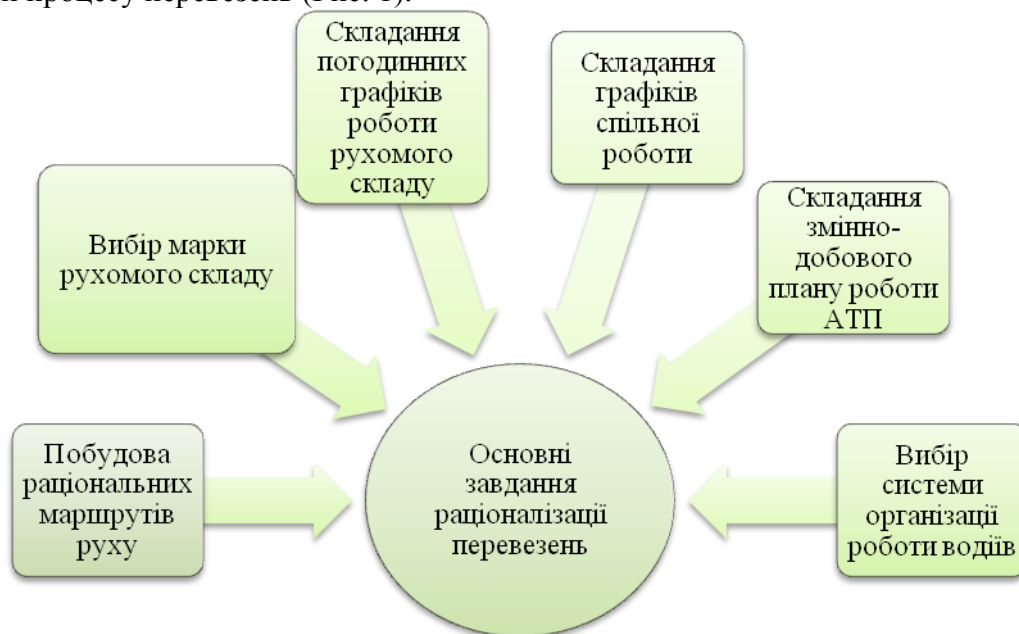 процесу перевезень (Рис. 1).
Складання
погодинних
графіків
роботи
рухомого
складу
Складання
графіків
спільної
роботи
Вибір марки
рухомого складу
Складання
змінно-
добового
плану роботи
АТП
Побудова
раціональних
маршрутів
руху
Основні
завдання
раціоналізації
перевезень
Вибір
системи
організації
роботи водіїв